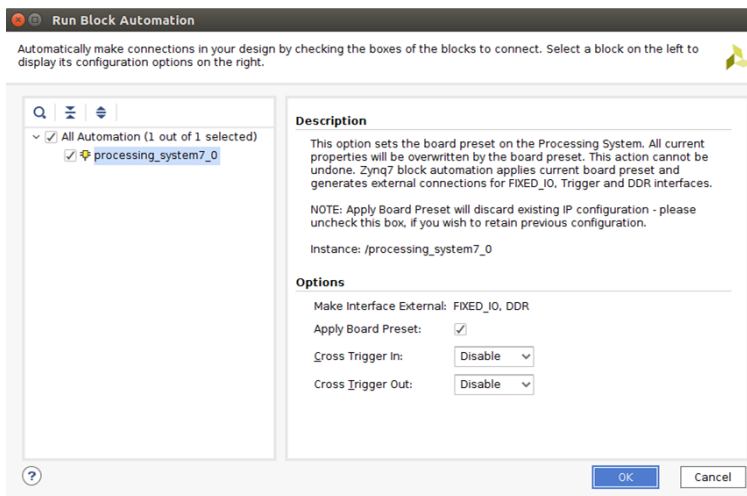 Run Block Automation
Automatically make connections in your design by checking the boxes of the blocks to connect. Select a block on the left to
display its configuration options on the right.
All Automation (1 out of 1 selected)
processing_system7_0
Description
This option sets the board preset on the Processing System. All current
properties will be overwritten by the board preset. This action cannot be
undone. Zynq7 block automation applies current board preset and
generates external connections for FIXED_IO, Trigger and DDR interfaces.
NOTE: Apply Board Preset will discard existing IP configuration - please
uncheck this box, if you wish to retain previous configuration.
Instance: /processing_system7_0
Options
Make Interface External: FIXED_IO, DDR
Apply Board Preset:
Cross Trigger In: Disable
Cross Trigger Out: Disable
?
OK
Cancel